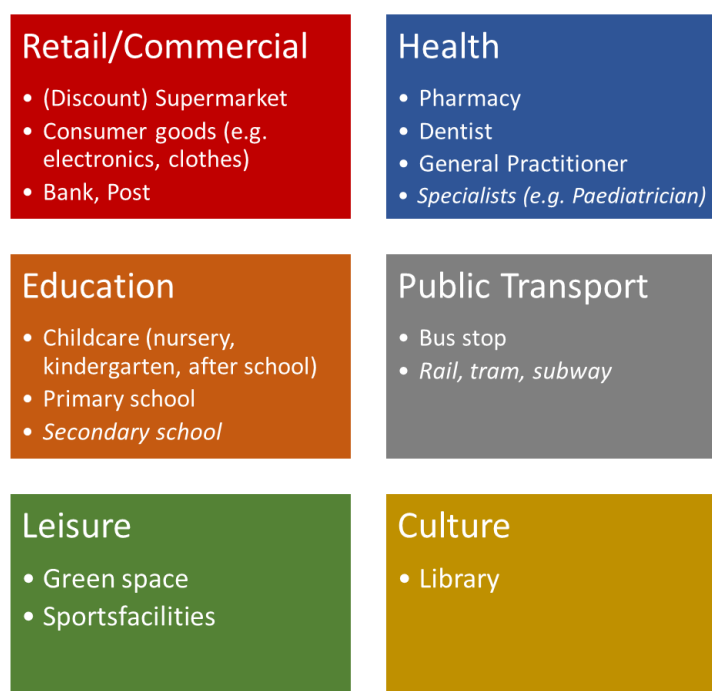 Retail/Commercial
• (Discount) Supermarket
• Consumer goods (e.g.
electronics, clothes)
• Bank, Post
Health
• Pharmacy
• Dentist
• General Practitioner
• Specialists (e.g. Paediatrician)
Education
• Childcare (nursery,
kindergarten, after school)
• Primary school
• Secondary school
Public Transport
• Bus stop
• Rail, tram, subway
Leisure
• Green space
• Sportsfacilities
Culture
• Library